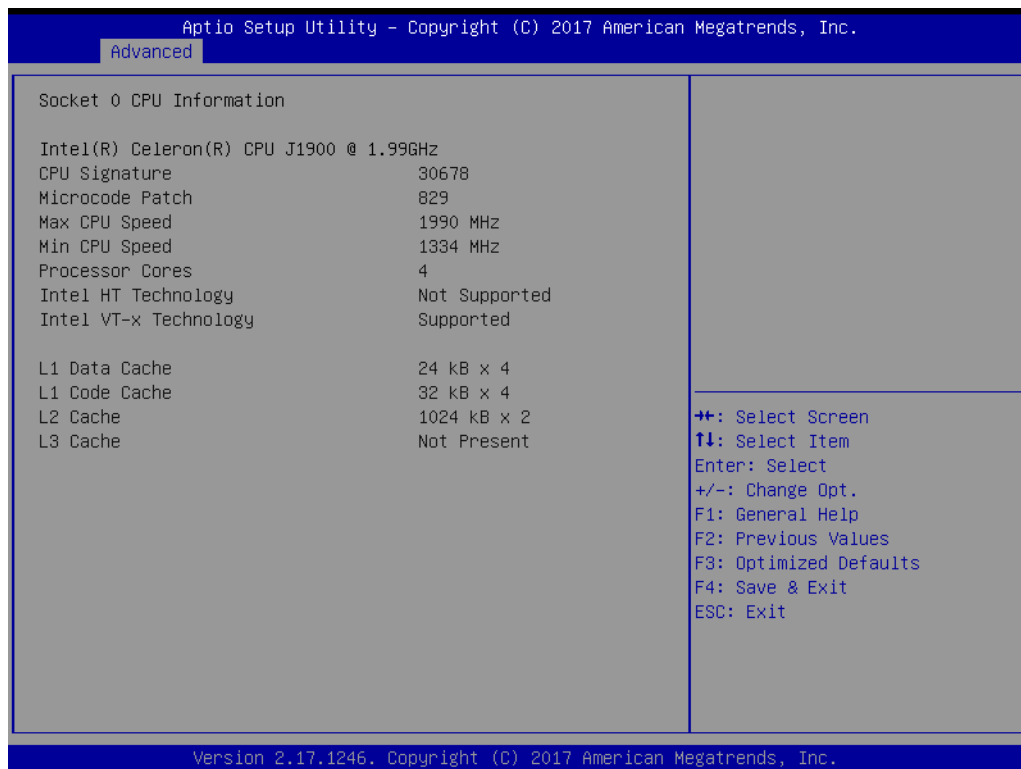 Aptio Setup Utility – Copyright (C) 2017 American Megatrends, Inc.
Advanced
Socket 0 CPU Information
Intel(R) Celeron(R) CPU J1900 @ 1.99GHz
CPU Signature 30678
Microcode Patch 829
Max CPU Speed 1990 MHz
Min CPU Speed 1334 MHz
Processor Cores 4
Intel HT Technology Not Supported
Intel VT-x Technology Supported
L1 Data Cache 24 kB x 4
L1 Code Cache 32 kB x 4
L2 Cache 1024 kB x 2
L3 Cache Not Present
→←: Select Screen
↑↓: Select Item
Enter: Select
+/-: Change Opt.
F1: General Help
F2: Previous Values
F3: Optimized Defaults
F4: Save & Exit
ESC: Exit
Version 2.17.1246. Copyright (C) 2017 American Megatrends, Inc.